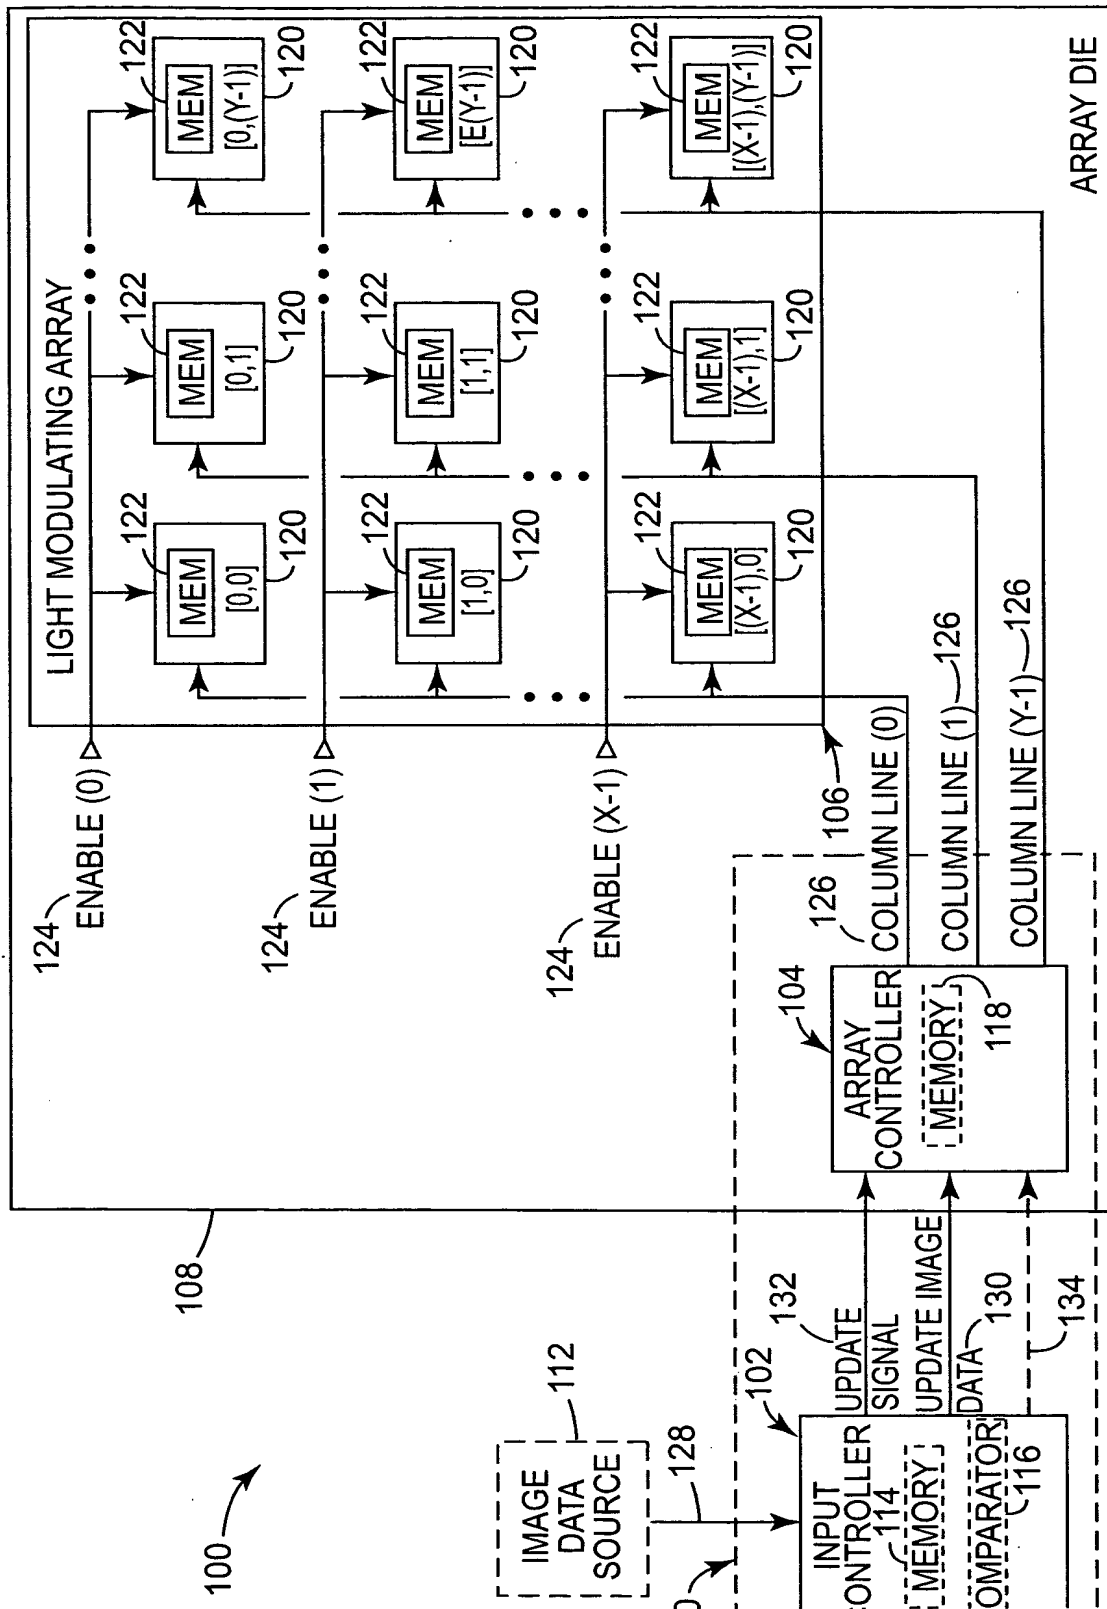 100
108
LIGHT MODULATING ARRAY
124
ENABLE (0)
122
MEM
[0,0]
120
122
MEM
[0,1]
120
122
MEM
[0,(Y-1)]
120
124
ENABLE (1)
122
MEM
[1,0]
120
122
MEM
[1,1]
120
122
MEM
[E(Y-1)]
120
124
ENABLE (X-1)
122
MEM
[(X-1),0]
120
122
MEM
[(X-1),1]
120
122
MEM
[(X-1),(Y-1)]
120
106
IMAGE
DATA
SOURCE
112
128
102
INPUT
CONTROLLER
114
MEMORY
COMPARATOR
116
132
UPDATE
SIGNAL
UPDATE IMAGE
DATA
130
134
104
ARRAY
CONTROLLER
MEMORY
118
126
COLUMN LINE (0)
COLUMN LINE (1)
126
COLUMN LINE (Y-1)
126
ARRAY DIE